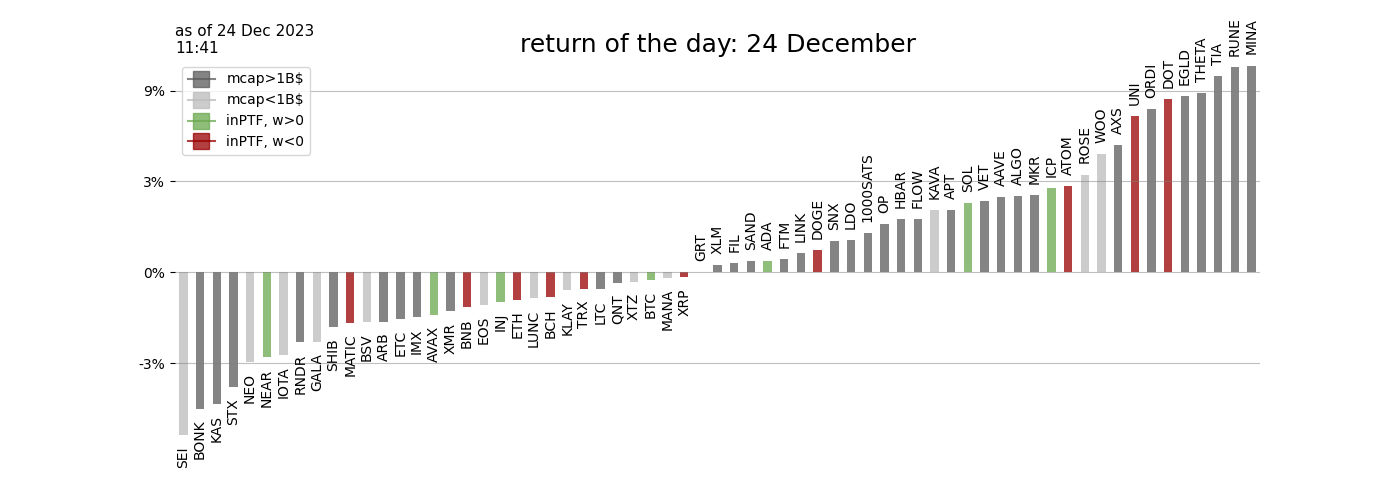 as of 24 Dec 2023
11:41
return of the day: 24 December
mcap>1B$
mcap<1B$
inPTF, w>0
inPTF, w<0
9%
3%
0%
-3%
SEI
BONK
KAS
STX
NEO
NEAR
IOTA
RNDR
GALA
SHIB
MATIC
BSV
ARB
ETC
IMX
AVAX
XMR
BNB
EOS
INJ
ETH
LUNC
BCH
KLAY
TRX
LTC
QNT
XTZ
BTC
MANA
XRP
GRT
XLM
FIL
SAND
ADA
FTM
LINK
DOGE
SNX
LDO
1000SATS
OP
HBAR
FLOW
KAVA
APT
SOL
VET
AAVE
ALGO
MKR
ICP
ATOM
ROSE
WOO
AXS
UNI
ORDI
DOT
EGLD
THETA
TIA
RUNE
MINA